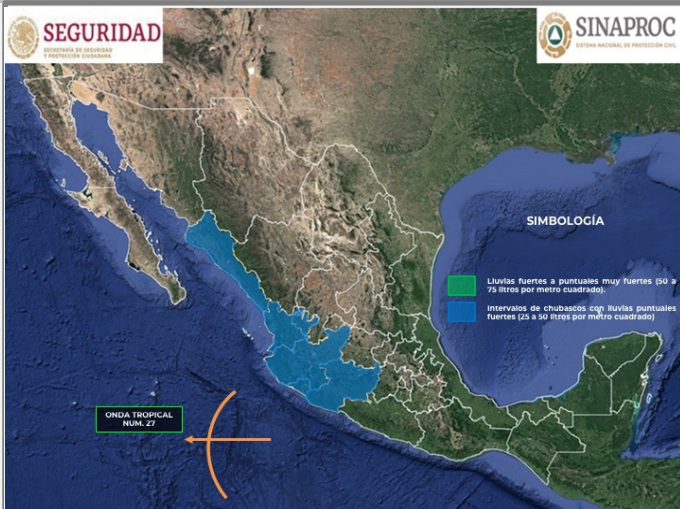 SEGURIDAD
SECRETARÍA DE SEGURIDAD
Y PROTECCIÓN CIUDADANA
SINAPROC
SISTEMA NACIONAL DE PROTECCIÓN CIVIL
SIMBOLOGÍA
Lluvias fuertes a puntuales muy fuertes (50 a
75 litros por metro cuadrado).
Intervalos de chubascos con lluvias puntuales
fuertes (25 a 50 litros por metro cuadrado)
ONDA TROPICAL
NUM. 27